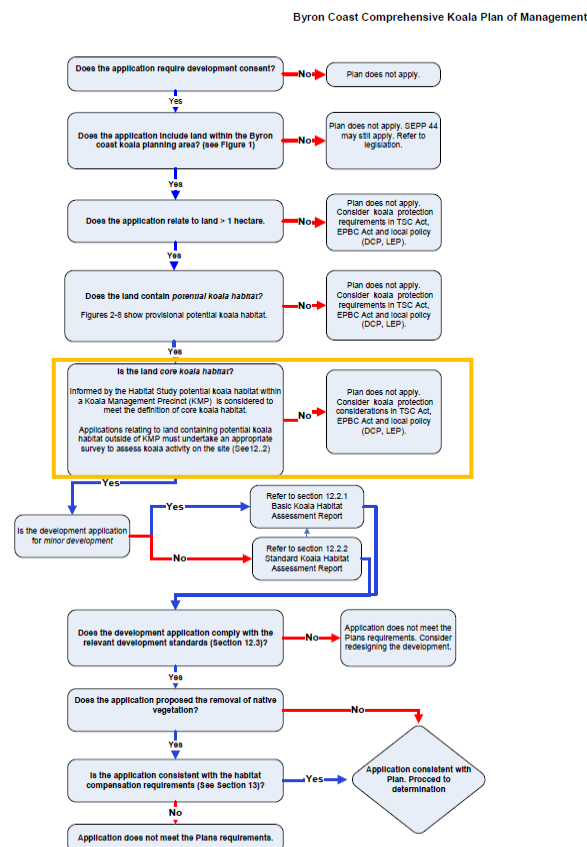 Byron Coast Comprehensive Koala Plan of Management
Does the application require development consent?
No
Plan does not apply.
Yes
Does the application include land within the Byron
coast koala planning area? (see Figure 1)
No
Plan does not apply. SEPP 44
may still apply. Refer to
legislation.
Yes
Does the application relate to land > 1 hectare.
No
Plan does not apply.
Consider koala protection
requirements in TSC Act,
EPBC Act and local policy
(DCP, LEP).
Yes
Does the land contain potential koala habitat?
Figures 2-8 show provisional potential koala habitat.
No
Plan does not apply.
Consider koala protection
requirements in TSC Act,
EPBC Act and local policy
(DCP, LEP).
Yes
Is the land core koala habitat?
Informed by the Habitat Study potential koala habitat within
a Koala Management Precinct (KMP) is considered to
meet the definition of core koala habitat.
Applications relating to land containing potential koala
habitat outside of KMP must undertake an appropriate
survey to assess koala activity on the site (See12..2)
No
Plan does not apply.
Consider koala protection
considerations in TSC Act,
EPBC Act and local policy
(DCP, LEP).
Yes
Is the development application
for minor development
Yes
Refer to section 12.2.1
Basic Koala Habitat
Assessment Report
No
Refer to section 12.2.2
Standard Koala Habitat
Assessment Report
Does the development application comply with the
relevant development standards (Section 12.3)?
No
Application does not meet the
Plans requirements. Consider
redesigning the development.
Yes
Does the application proposed the removal of native
vegetation?
No
Yes
Is the application consistent with the habitat
compensation requirements (See Section 13)?
Yes
Application consistent with
Plan. Procced to
determination
No
Application does not meet the Plans requirements.